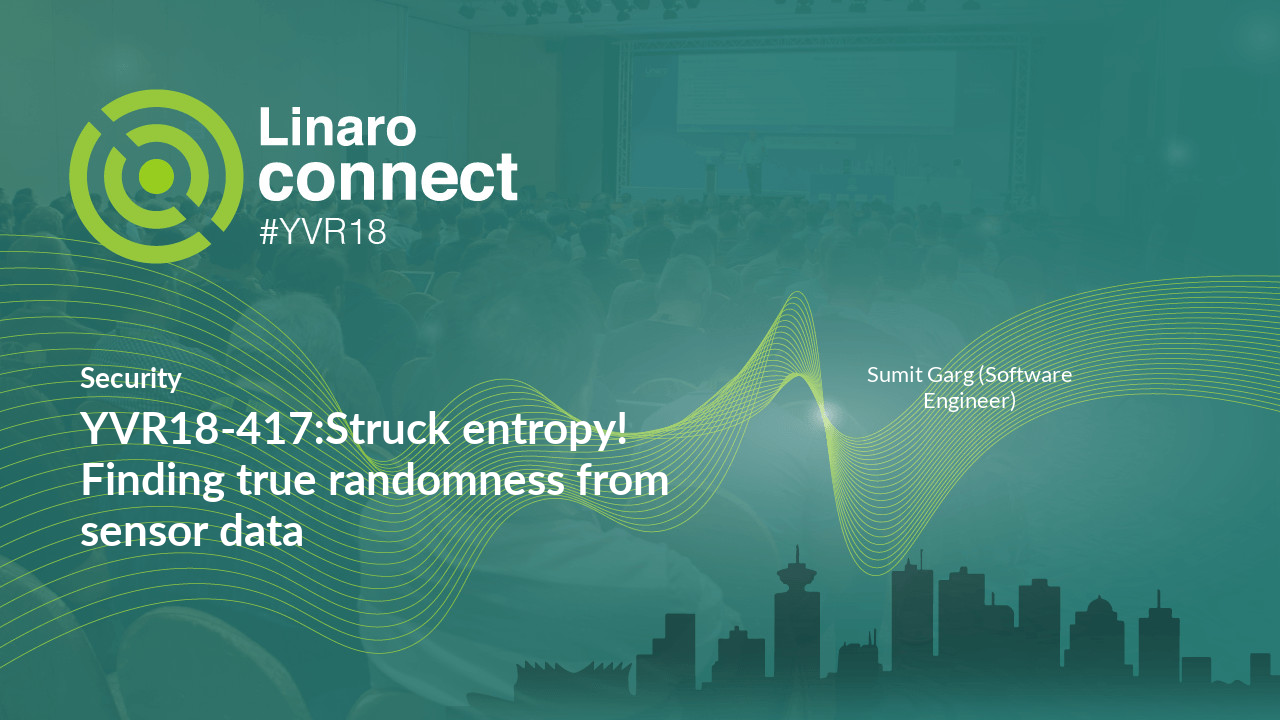 Linaro
connect
#YVR18
Security
YVR18-417:Struck entropy!
Finding true randomness from
sensor data
Sumit Garg (Software
Engineer)